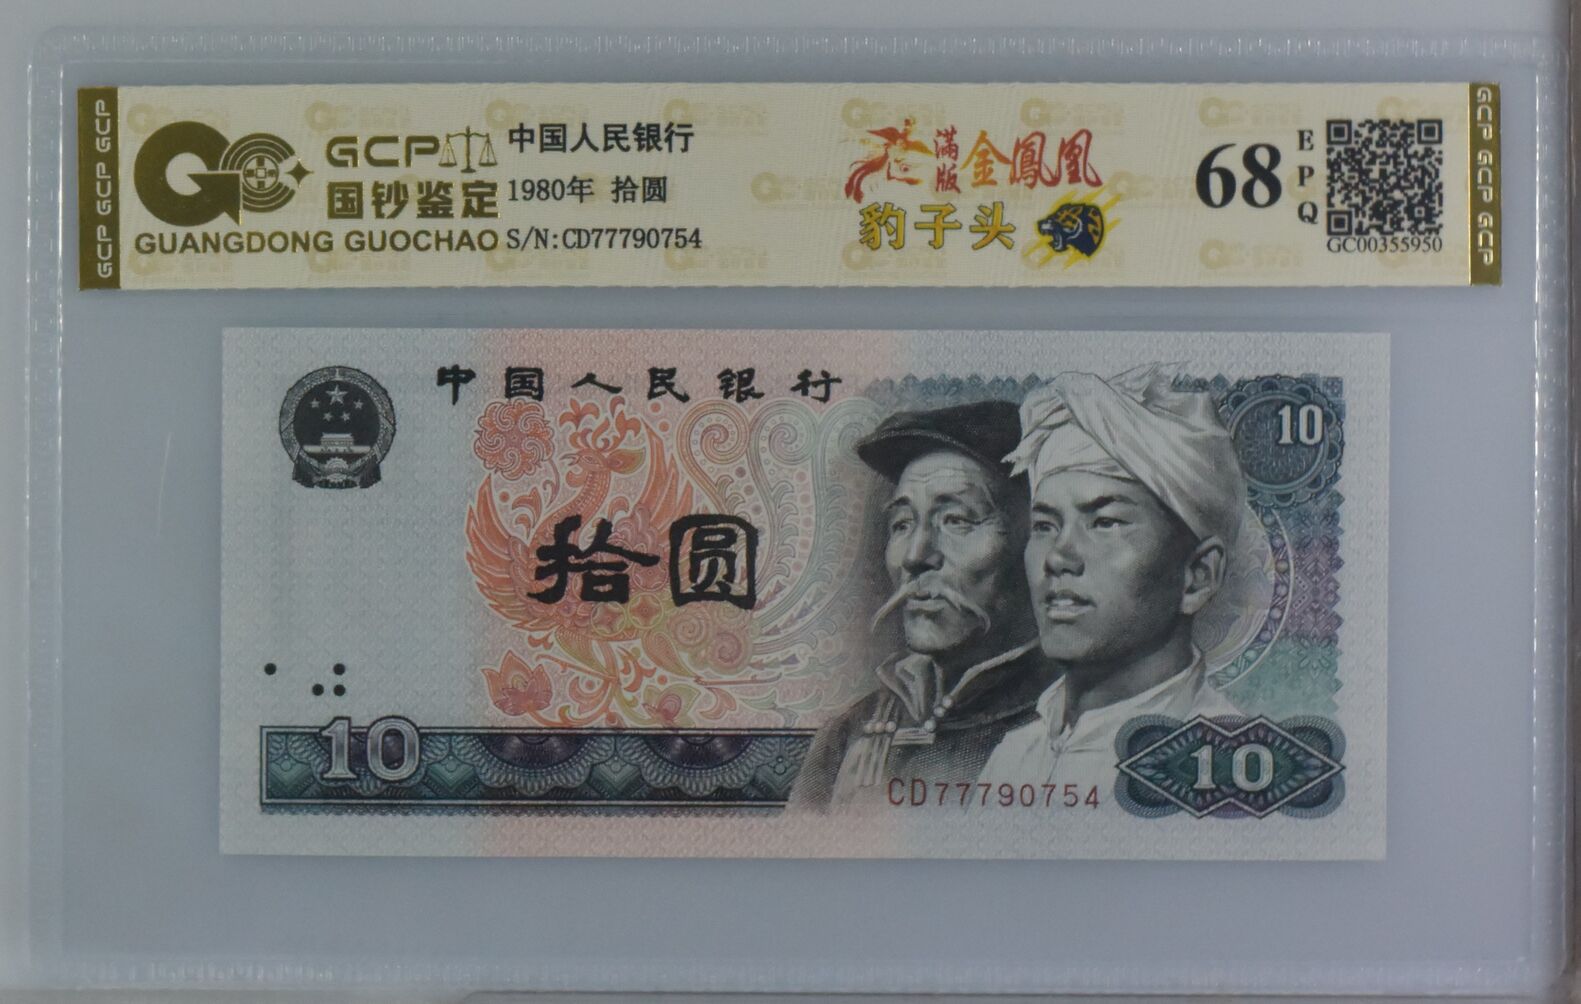 GCP GCP GCP
GCP
国钞鉴定
GUANGDONG GUOCHAO
中国人民银行
1980年 拾圆
S/N:CD77790754
满版
金鳳凰
豹子头
68
EPQ
GC00355950
GCP GCP GCP
中国人民银行
10
拾圆
10
CD77790754
10